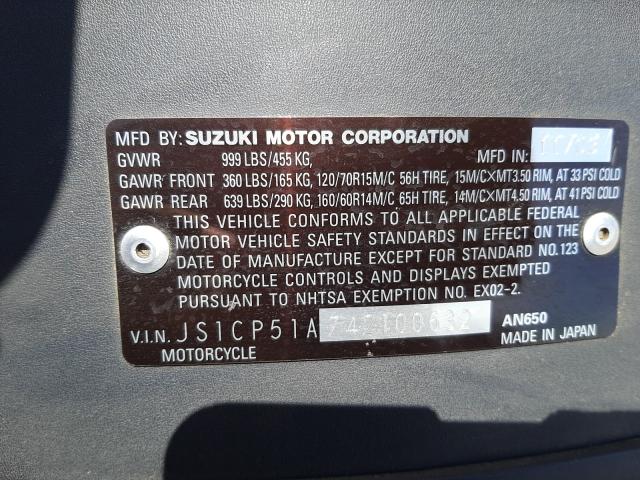 MFD BY: SUZUKI MOTOR CORPORATION
GVWR 999 LBS/455 KG, MFD IN:
GAWR FRONT 360 LBS/165 KG, 120/70R15M/C 56H TIRE, 15M/C×MT3.50 RIM, AT 33 PSI COLD
GAWR REAR 639 LBS/290 KG, 160/60R14M/C 65H TIRE, 14M/C×MT4.50 RIM, AT 41 PSI COLD
THIS VEHICLE CONFORMS TO ALL APPLICABLE FEDERAL
MOTOR VEHICLE SAFETY STANDARDS IN EFFECT ON THE
DATE OF MANUFACTURE EXCEPT FOR STANDARD NO. 123
MOTORCYCLE CONTROLS AND DISPLAYS EXEMPTED
PURSUANT TO NHTSA EXEMPTION NO. EX02-2.
V.I.N. JS1CP51A AN650
MOTORCYCLE MADE IN JAPAN